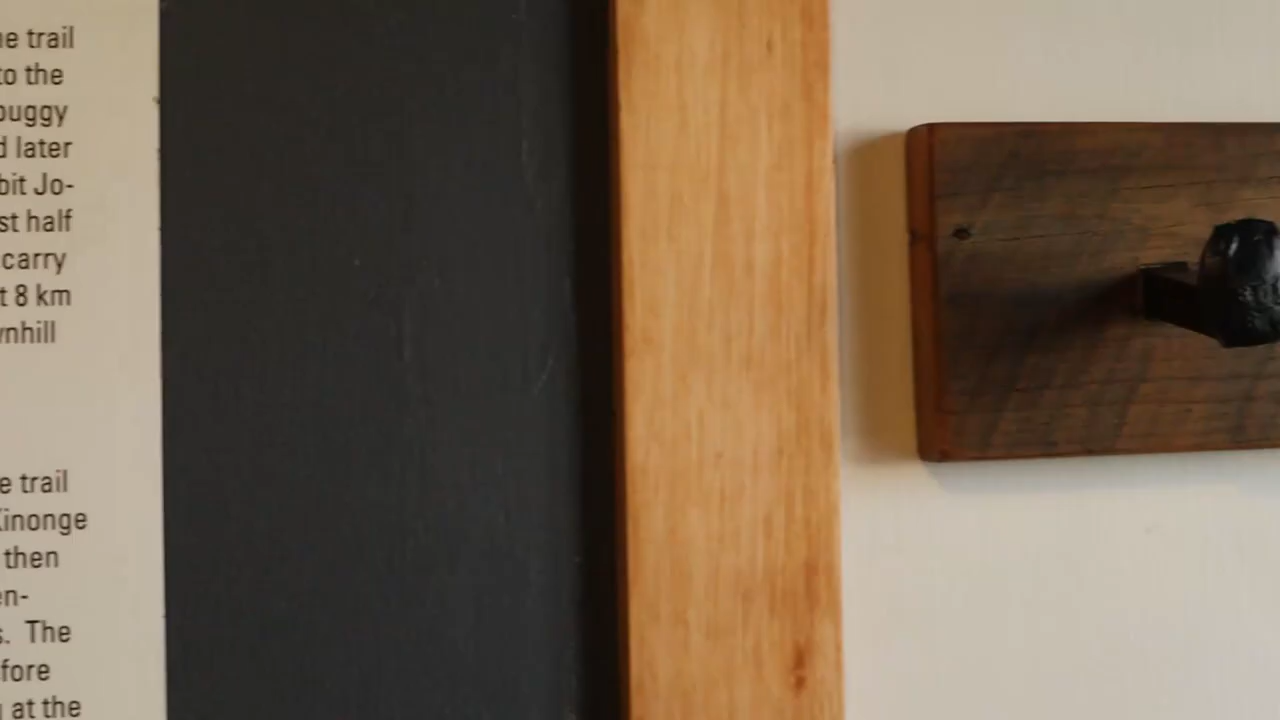 trail
to the
buggy
later
bit Jo-
st half
carry
t 8 km
nhill
trail
Kinonge
then
en-
s. The
fore
at the